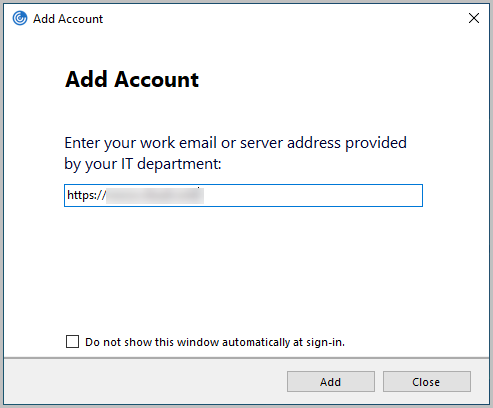 Add Account
Add Account
Enter your work email or server address provided
by your IT department:
https://
Do not show this window automatically at sign-in.
Add
Close